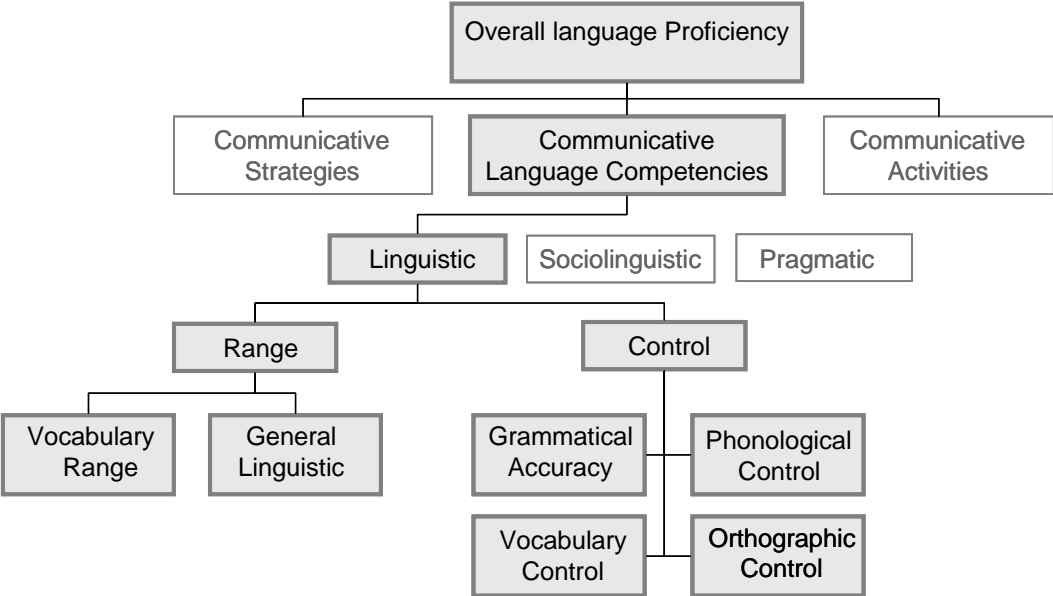 Overall language Proficiency
Communicative
Strategies
Communicative
Language Competencies
Communicative
Activities
Linguistic
Sociolinguistic
Pragmatic
Range
Control
Vocabulary
Range
General
Linguistic
Grammatical
Accuracy
Phonological
Control
Vocabulary
Control
Orthographic
Control